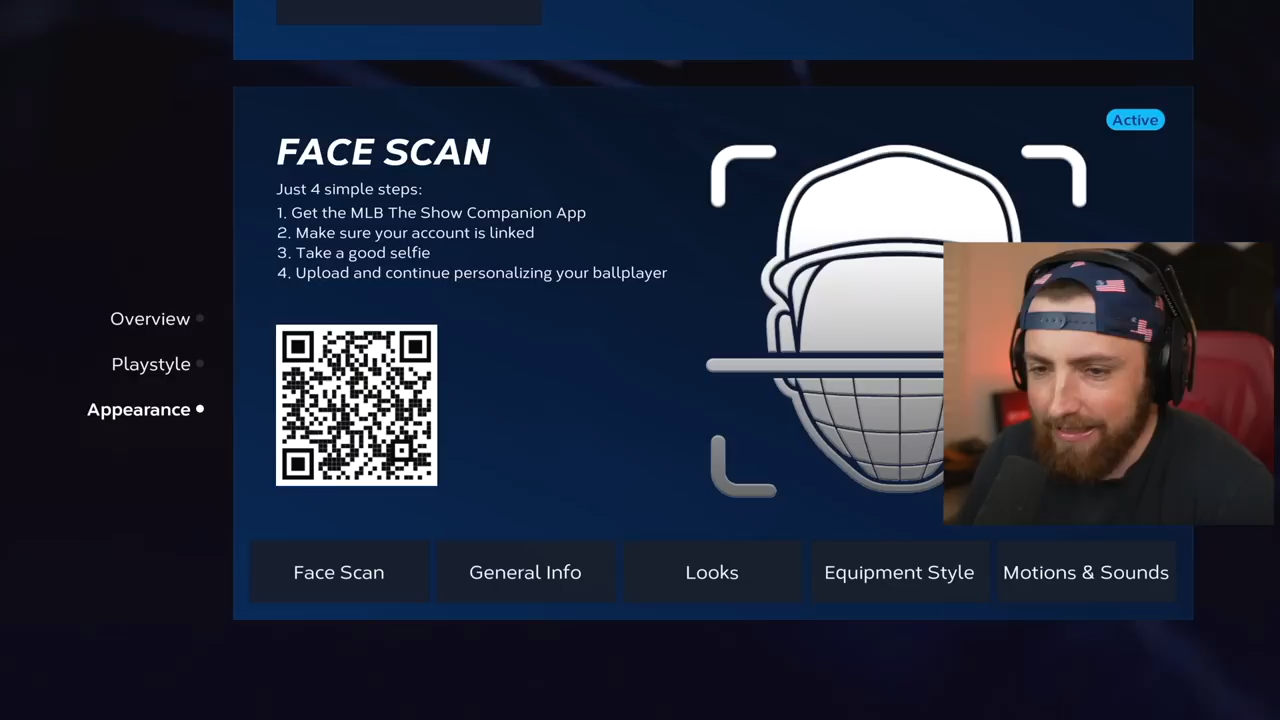 Active
FACE SCAN
Just 4 simple steps:
1. Get the MLB The Show Companion App
2. Make sure your account is linked
3. Take a good selfie
4. Upload and continue personalizing your ballplayer
Overview
Playstyle
Appearance
Face Scan
General Info
Looks
Equipment Style
Motions & Sounds